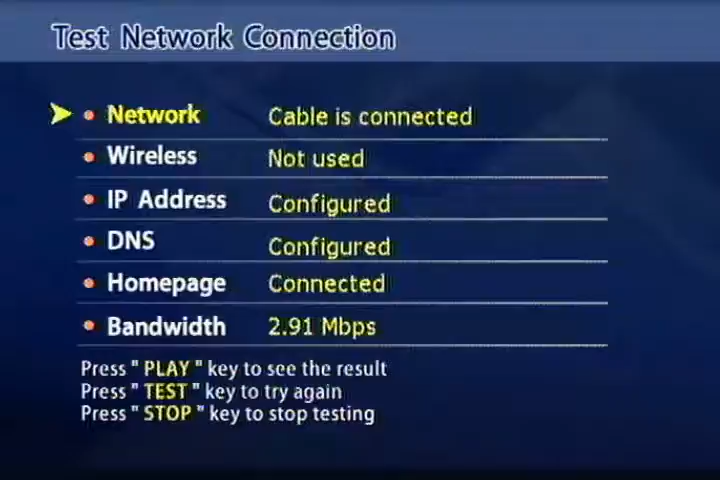 Test Network Connection
Network Cable is connected
Wireless Not used
IP Address Configured
DNS Configured
Homepage Connected
Bandwidth 2.91 Mbps
Press " PLAY " key to see the result
Press " TEST " key to try again
Press " STOP " key to stop testing